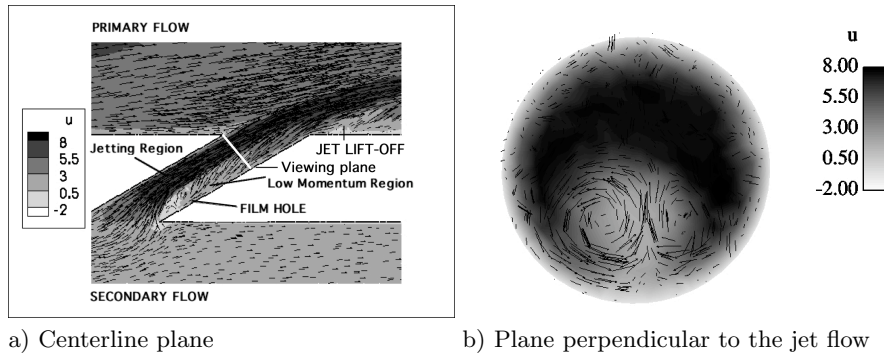 PRIMARY FLOW
u
8
5.5
3
0.5
-2
Jetting Region
JET LIFT-OFF
Viewing plane
Low Momentum Region
FILM HOLE
SECONDARY FLOW
a) Centerline plane
u
8.00
5.50
3.00
0.50
-2.00
b) Plane perpendicular to the jet flow